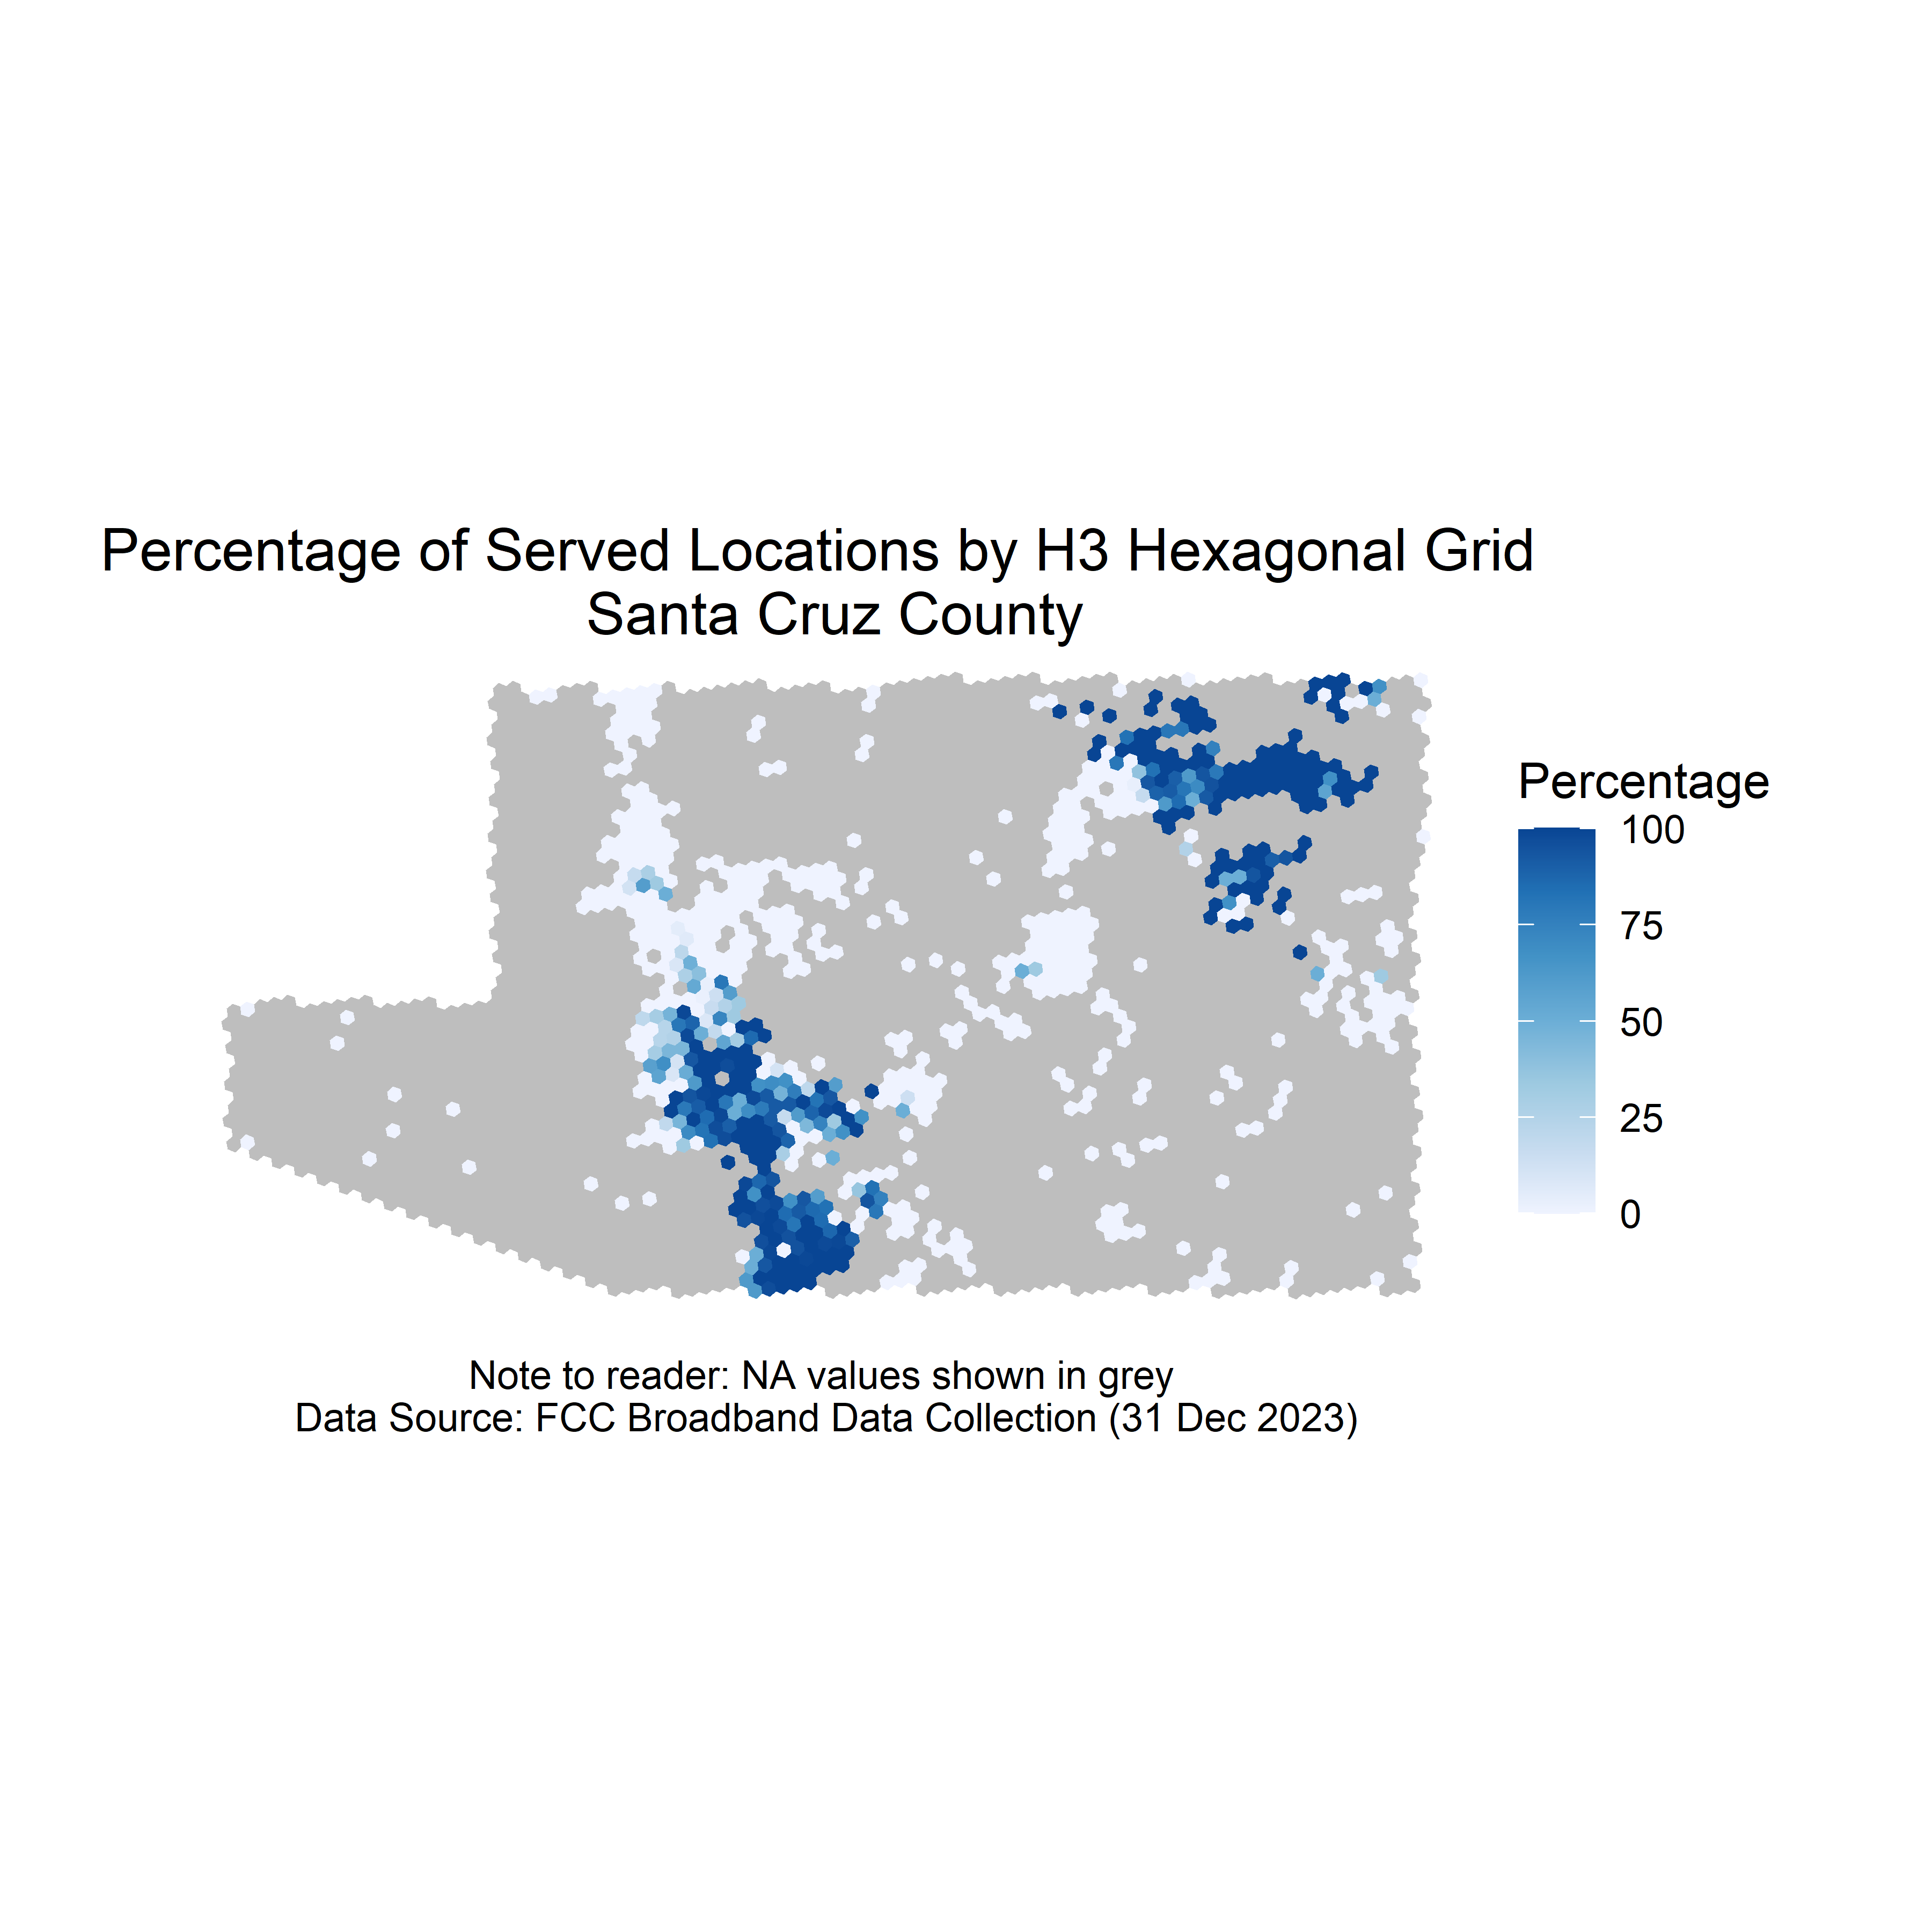 Percentage of Served Locations by H3 Hexagonal Grid
Santa Cruz County
Percentage
100
75
50
25
0
Note to reader: NA values shown in grey
Data Source: FCC Broadband Data Collection (31 Dec 2023)